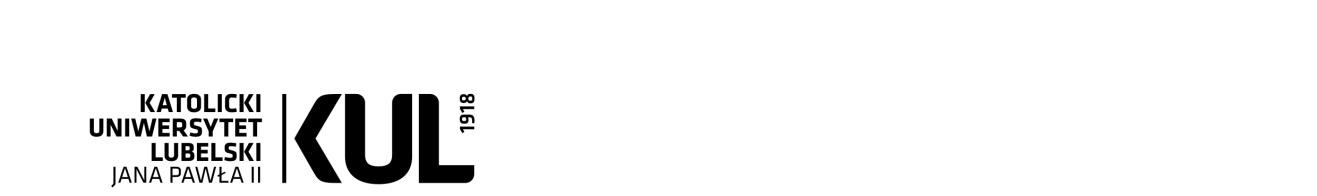 KATOLICKI
UNIWERSYTET
LUBELSKI
JANA PAWŁA II
KUL
1918